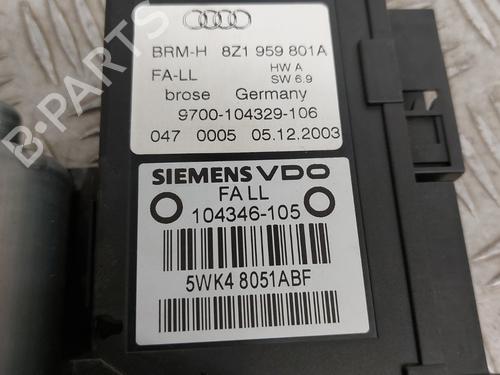 BRM-H 8Z1 959 801A
FA-LL HW A
SW 6.9
brose Germany
9700-104329-106
047 0005 05.12.2003
SIEMENS VDO
FA LL
104346-105
5WK4 8051ABF
B-PARTS